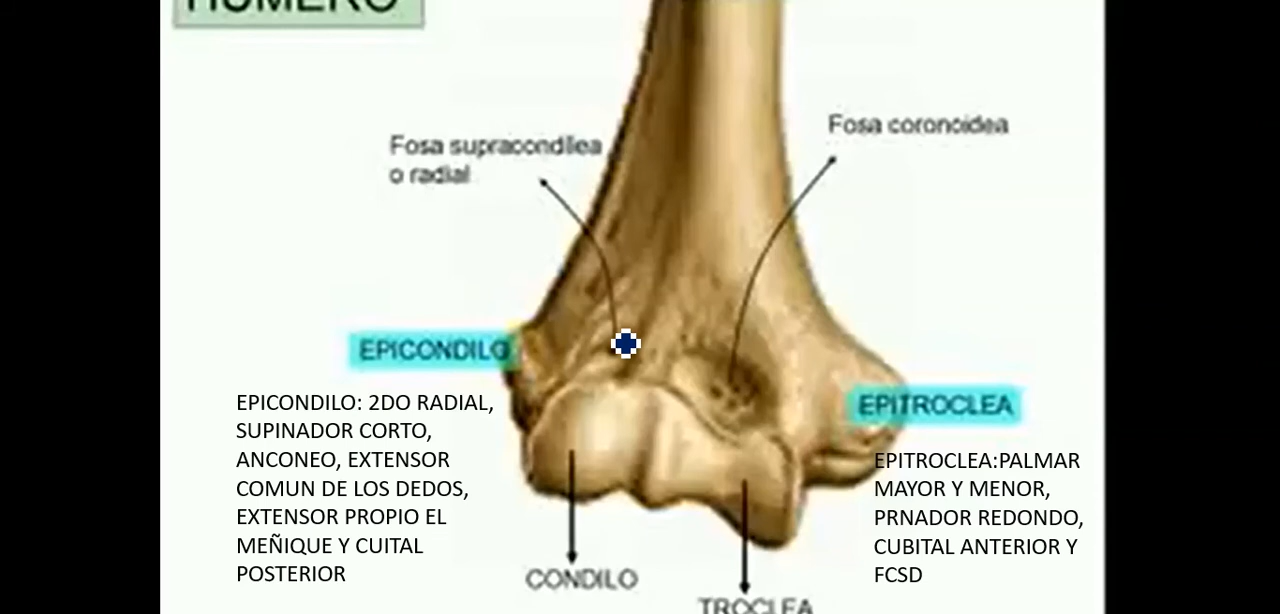 HUMERO
Fosa supracondilea
o radial
Fosa coronoidea
EPICONDILO
EPICONDILO: 2DO RADIAL,
SUPINADOR CORTO,
ANCONEO, EXTENSOR
COMUN DE LOS DEDOS,
EXTENSOR PROPIO EL
MEÑIQUE Y CUITAL
POSTERIOR
EPITROCLEA
EPITROCLEA:PALMAR
MAYOR Y MENOR,
PRNADOR REDONDO,
CUBITAL ANTERIOR Y
FCSD
CONDILO
TROCLEA